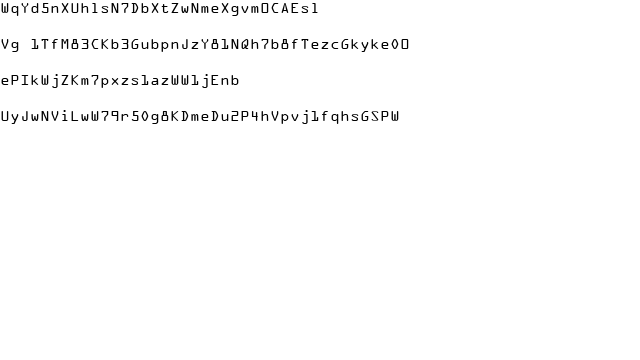 WqYd5nXUhlsN7DbXtZwNmeXgvmOCAEsl
Vg 1TfM83CKb3GubpnJzY81NQh7b8fTezcGkyke0O
ePIkWjZKm7pxzs1azWW1jEnb
UyJwNViLwW79r50g8KDmeDu2P4hVpvj1fqhsGSPW